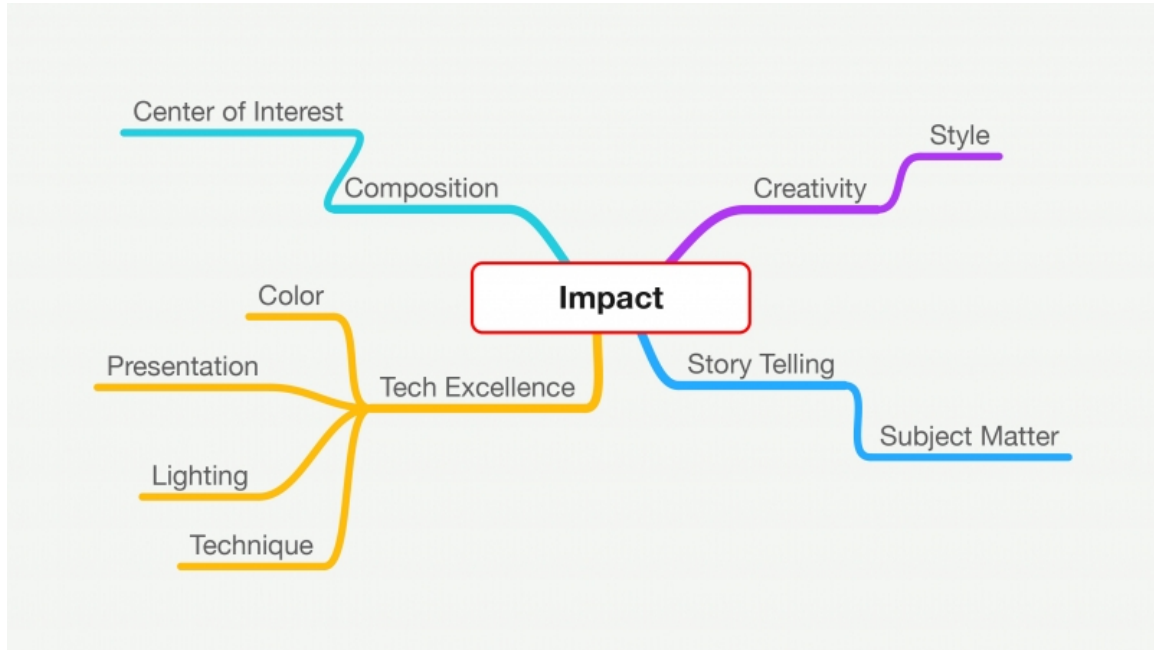 Center of Interest
Style
Composition
Creativity
Impact
Color
Story Telling
Presentation
Tech Excellence
Subject Matter
Lighting
Technique